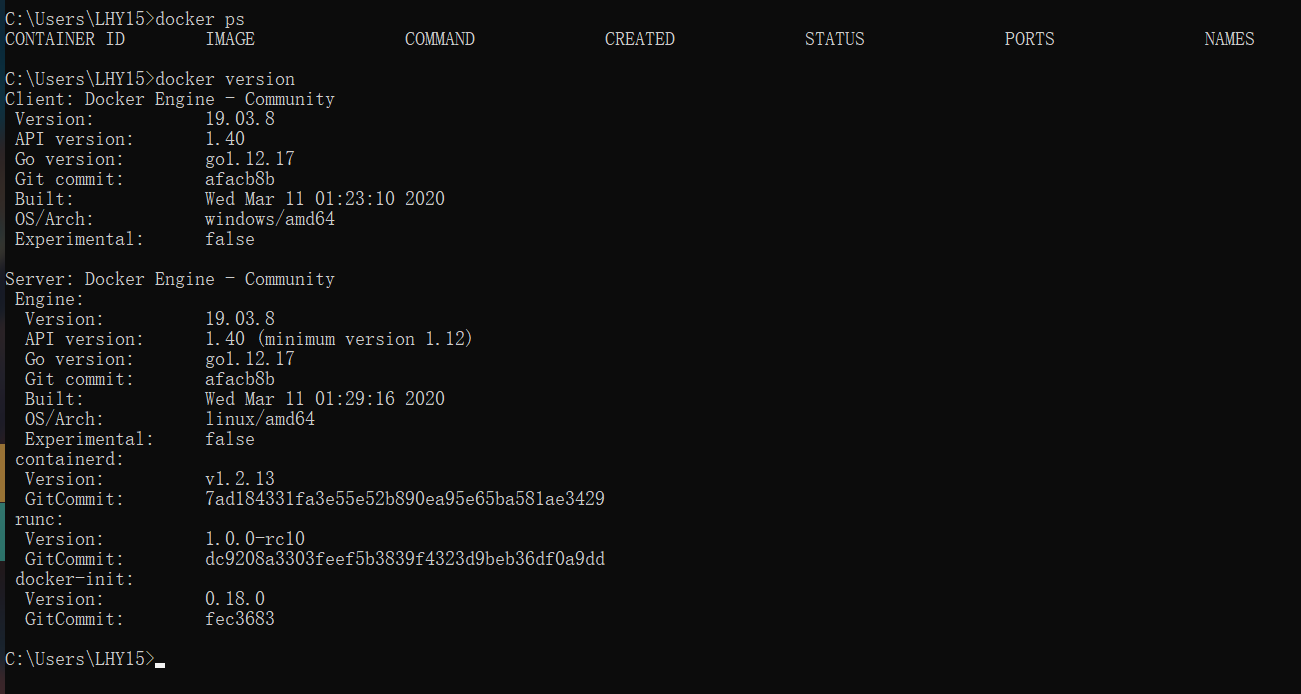 C:\Users\LHY15>docker ps
CONTAINER ID        IMAGE               COMMAND             CREATED             STATUS              PORTS               NAMES
C:\Users\LHY15>docker version
Client: Docker Engine - Community
 Version:           19.03.8
 API version:       1.40
 Go version:        go1.12.17
 Git commit:        afacb8b
 Built:             Wed Mar 11 01:23:10 2020
 OS/Arch:           windows/amd64
 Experimental:      false
Server: Docker Engine - Community
 Engine:
  Version:          19.03.8
  API version:      1.40 (minimum version 1.12)
  Go version:       go1.12.17
  Git commit:       afacb8b
  Built:            Wed Mar 11 01:29:16 2020
  OS/Arch:          linux/amd64
  Experimental:     false
 containerd:
  Version:          v1.2.13
  GitCommit:        7ad184331fa3e55e52b890ea95e65ba581ae3429
 runc:
  Version:          1.0.0-rc10
  GitCommit:        dc9208a3303feef5b3839f4323d9beb36df0a9dd
 docker-init:
  Version:          0.18.0
  GitCommit:        fec3683
C:\Users\LHY15>